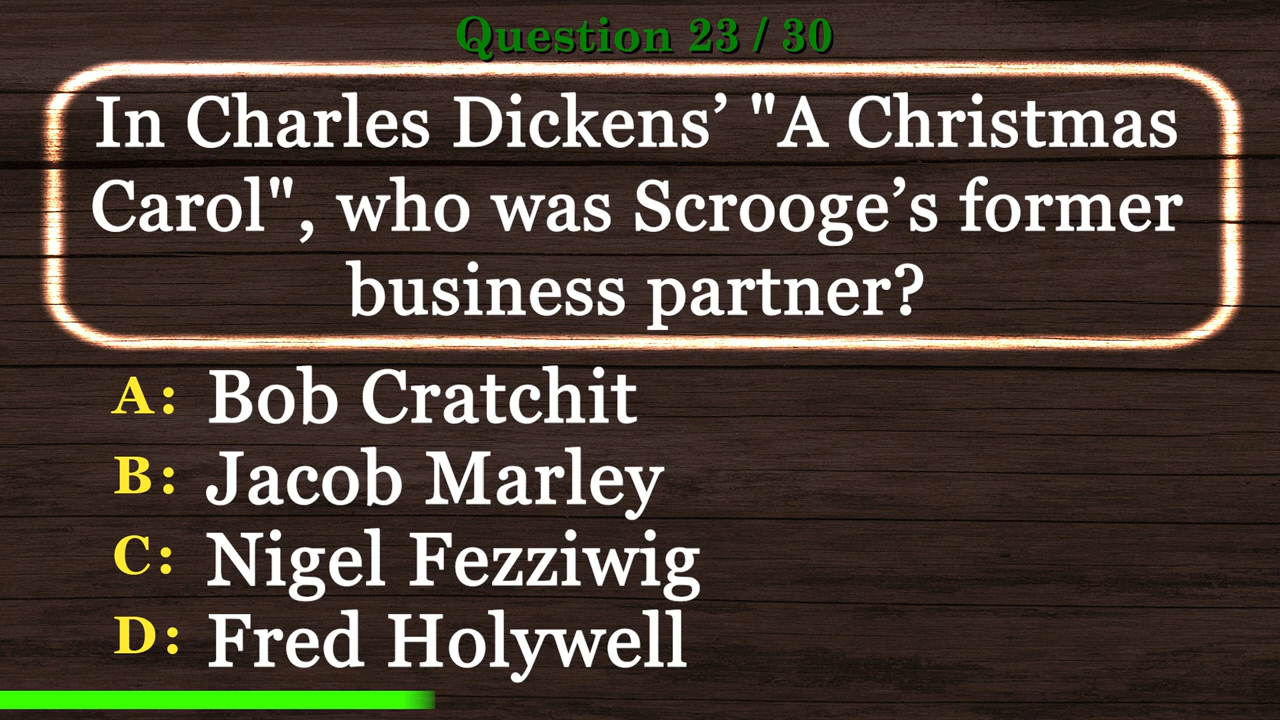 Question 23 / 30
In Charles Dickens’ "A Christmas
Carol", who was Scrooge’s former
business partner?
A: Bob Cratchit
B: Jacob Marley
C: Nigel Fezziwig
D: Fred Holywell